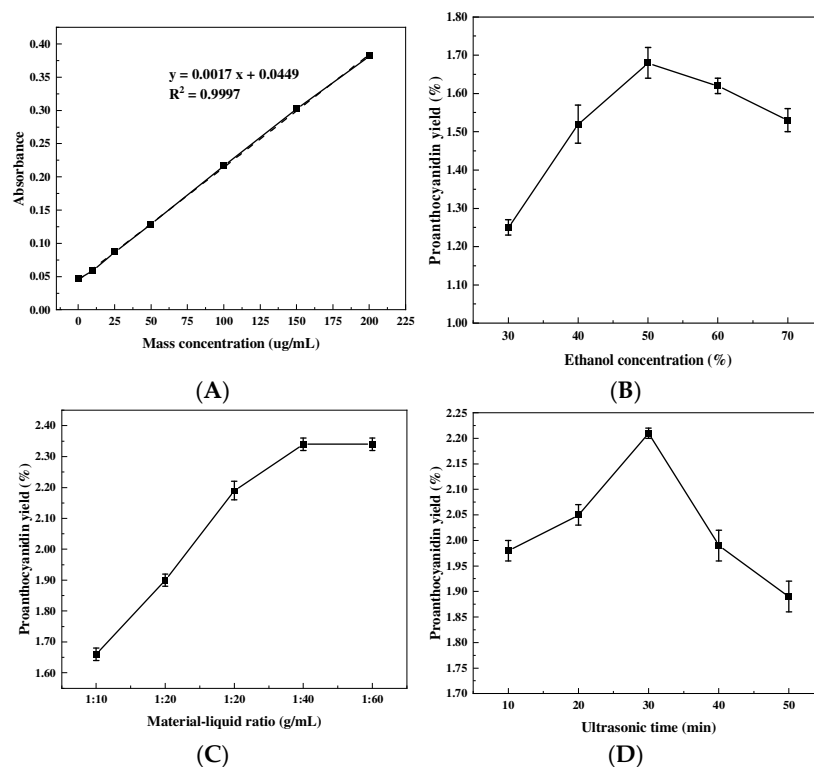 0.40
0.35
0.30
0.25
0.20
0.15
0.10
0.05
0.00
Absorbance
y = 0.0017 x + 0.0449
R² = 0.9997
0 25 50 75 100 125 150 175 200 225
Mass concentration (ug/mL)
(A)
1.80
1.70
1.60
1.50
1.40
1.30
1.20
1.10
1.00
Proanthocyanidin yield (%)
30 40 50 60 70
Ethanol concentration (%)
(B)
2.40
2.30
2.20
2.10
2.00
1.90
1.80
1.70
1.60
Proanthocyanidin yield (%)
1:10 1:20 1:20 1:40 1:60
Material-liquid ratio (g/mL)
(C)
2.25
2.20
2.15
2.10
2.05
2.00
1.95
1.90
1.85
1.80
1.75
1.70
Proanthocyanidin yield (%)
10 20 30 40 50
Ultrasonic time (min)
(D)